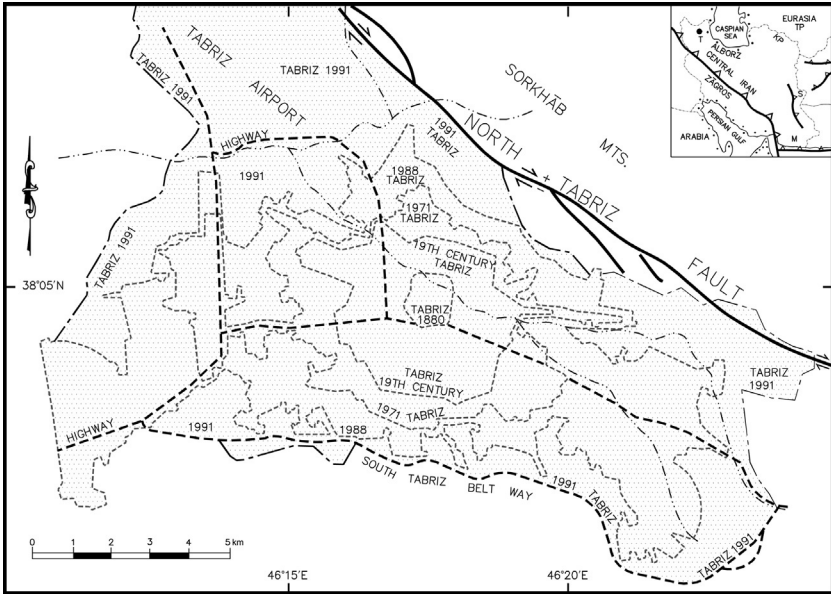 TABRIZ 1991
TABRIZ
AIRPORT
TABRIZ 1991
TABRIZ 1991
SORKHĀB
MTS.
1991
TABRIZ
NORTH + TABRIZ
FAULT
HIGHWAY
1991
1988
TABRIZ
1971
TABRIZ
19TH CENTURY
TABRIZ
TABRIZ 1991
38°05'N
TABRIZ
1880
TABRIZ
19TH CENTURY
1971 TABRIZ
TABRIZ
1991
HIGHWAY
1991
1988
SOUTH TABRIZ BELT WAY
1991
TABRIZ
TABRIZ 1991
0 1 2 3 4 5 km
46°15'E
46°20'E
EURASIA
TP
CASPIAN
SEA
T
KP
ALBORZ
CENTRAL IRAN
ZAGROS
S
PERSIAN GULF
ARABIA
M